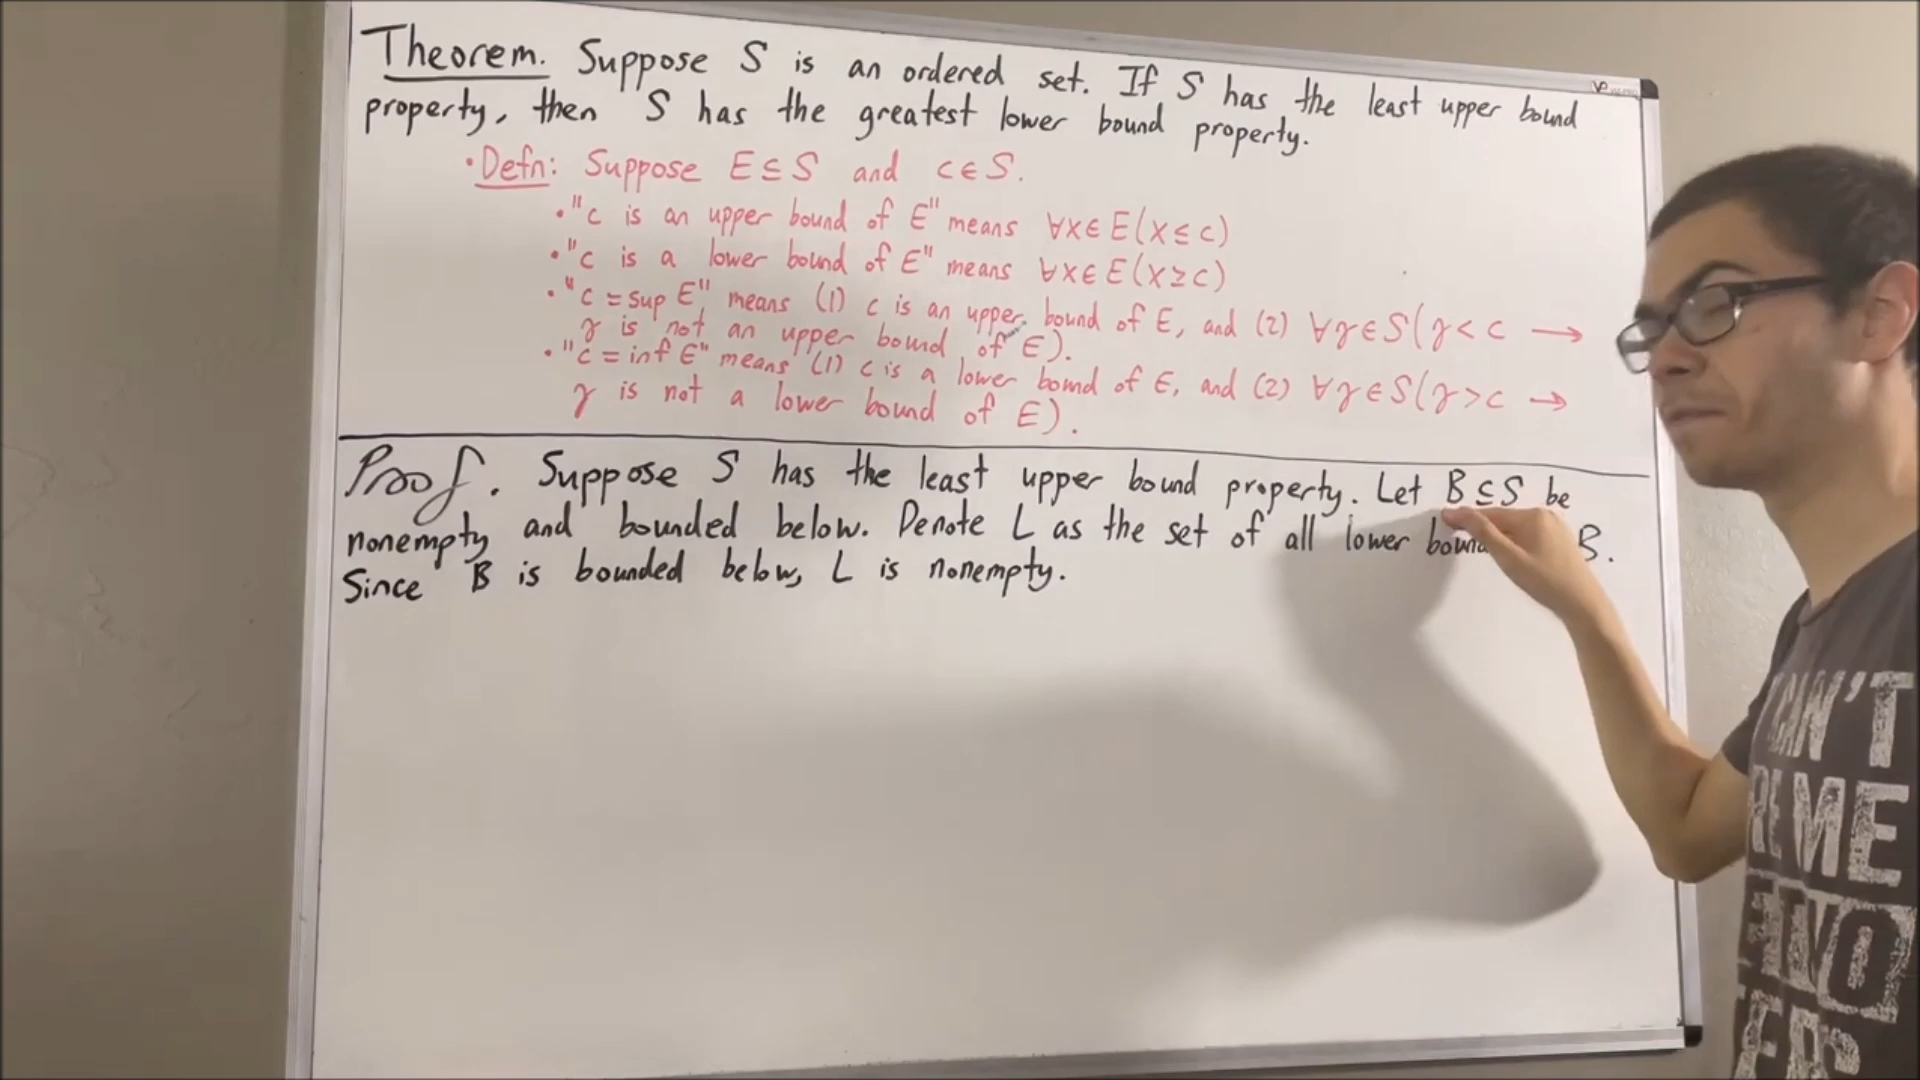 Theorem. Suppose S is an ordered set. If S has the least upper bound
property, then S has the greatest lower bound property.
• Defn: Suppose E ⊆ S and c ∈ S.
• "c is an upper bound of E" means ∀x ∈ E (x ≤ c)
• "c is a lower bound of E" means ∀x ∈ E (x ≥ c)
• "c = sup E" means (1) c is an upper bound of E, and (2) ∀γ ∈ S (γ < c →
γ is not an upper bound of E).
• "c = inf E" means (1) c is a lower bound of E, and (2) ∀γ ∈ S (γ > c →
γ is not a lower bound of E).
Proof. Suppose S has the least upper bound property. Let B ⊆ S be
nonempty and bounded below. Denote L as the set of all lower B.
Since B is bounded below, L is nonempty.